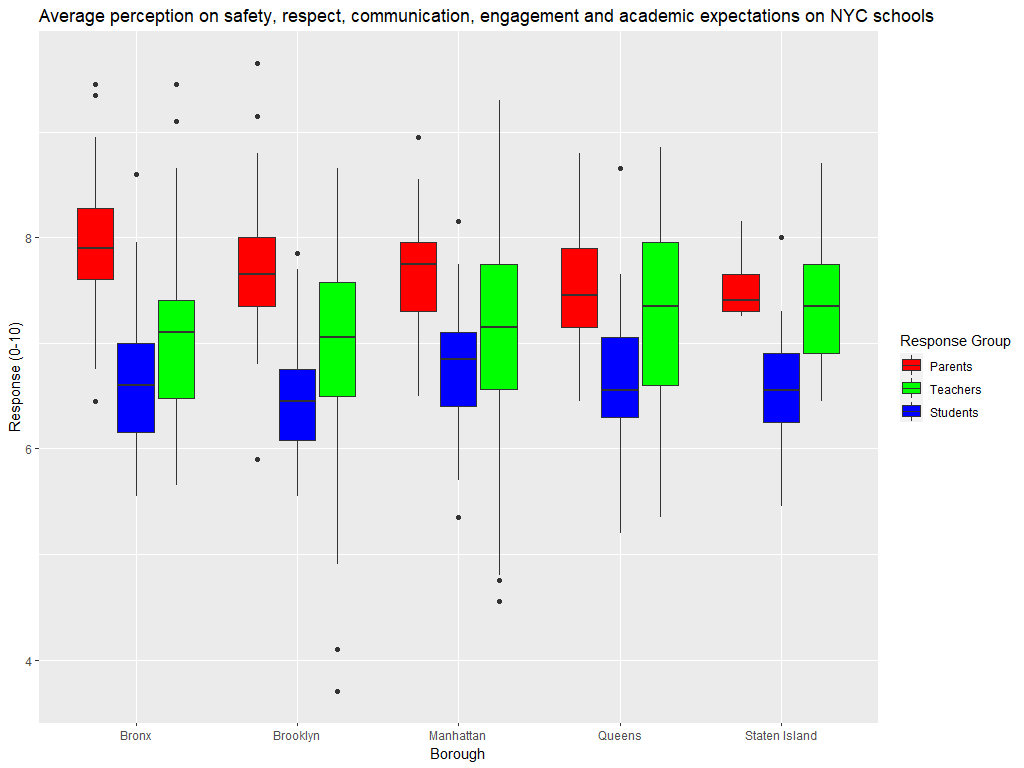 Average perception on safety, respect, communication, engagement and academic expectations on NYC schools
Response (0-10)
8
6
4
Bronx
Brooklyn
Manhattan
Queens
Staten Island
Borough
Response Group
Parents
Teachers
Students